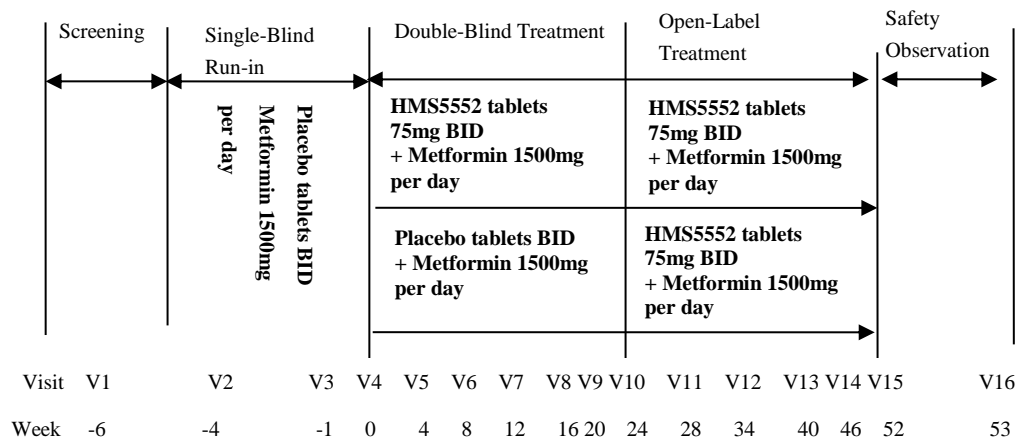 Screening
Single-Blind
Run-in
Double-Blind Treatment
Open-Label
Treatment
Safety
Observation
Placebo tablets BID
Metformin 1500mg
per day
HMS5552 tablets
75mg BID
+ Metformin 1500mg
per day
HMS5552 tablets
75mg BID
+ Metformin 1500mg
per day
Placebo tablets BID
+ Metformin 1500mg
per day
HMS5552 tablets
75mg BID
+ Metformin 1500mg
per day
Visit V1 V2 V3 V4 V5 V6 V7 V8 V9 V10 V11 V12 V13 V14 V15 V16
Week -6 -4 -1 0 4 8 12 16 20 24 28 34 40 46 52 53